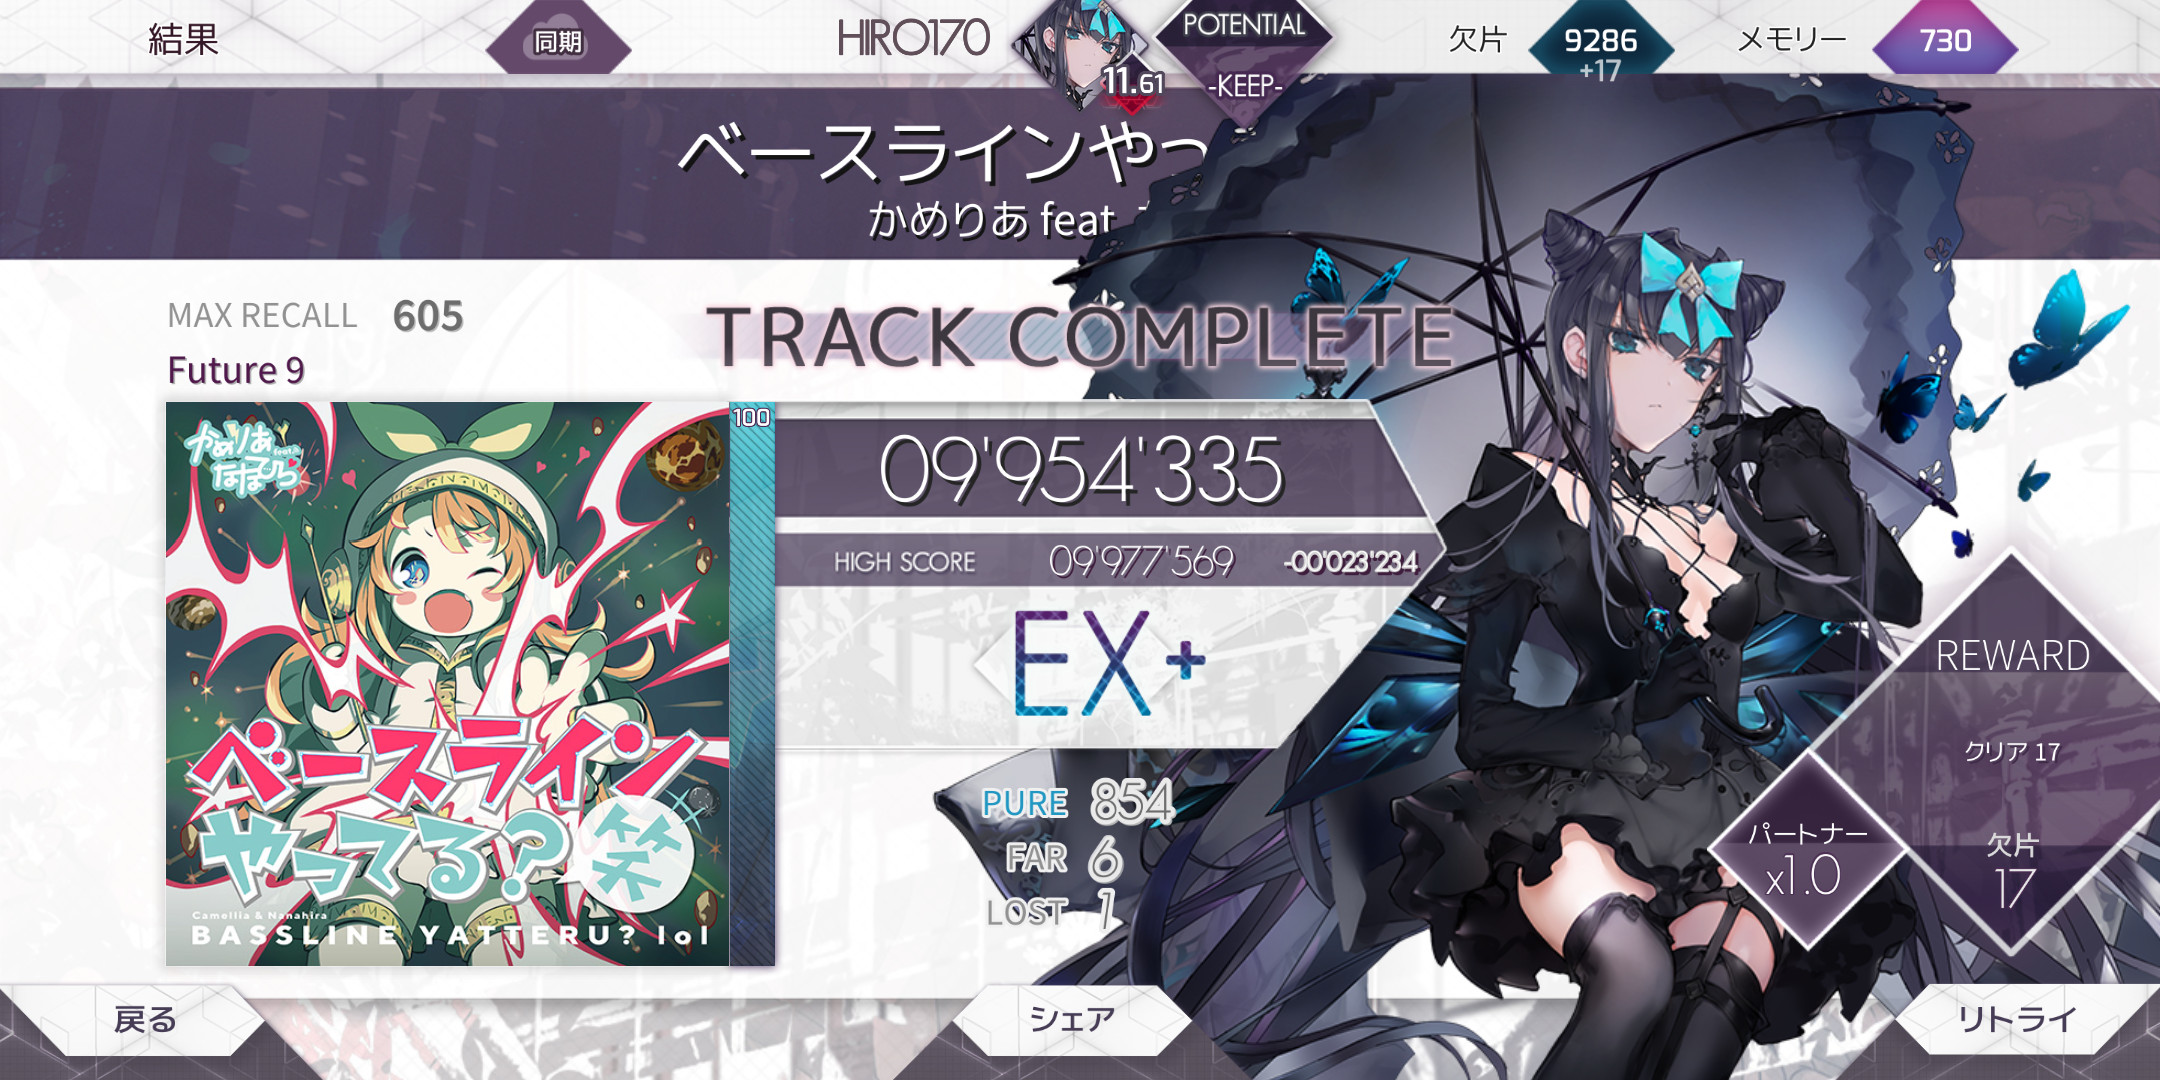 結果
同期
HIRO170
11.61
POTENTIAL
-KEEP-
欠片
9286
+17
メモリー
730
ベースラインやっ
かめりあ feat
MAX RECALL 605
Future 9
TRACK COMPLETE
100
09'954'335
HIGH SCORE 09'977'569 -00'023'234
EX+
かめりあ
feat.
ななひら
ベースライン
やってる?
笑
Camellia & Nanahira
BASSLINE YATTERU? lol
PURE 854
FAR 6
LOST 1
REWARD
クリア 17
欠片
17
パートナー
x1.0
戻る
シェア
リトライ